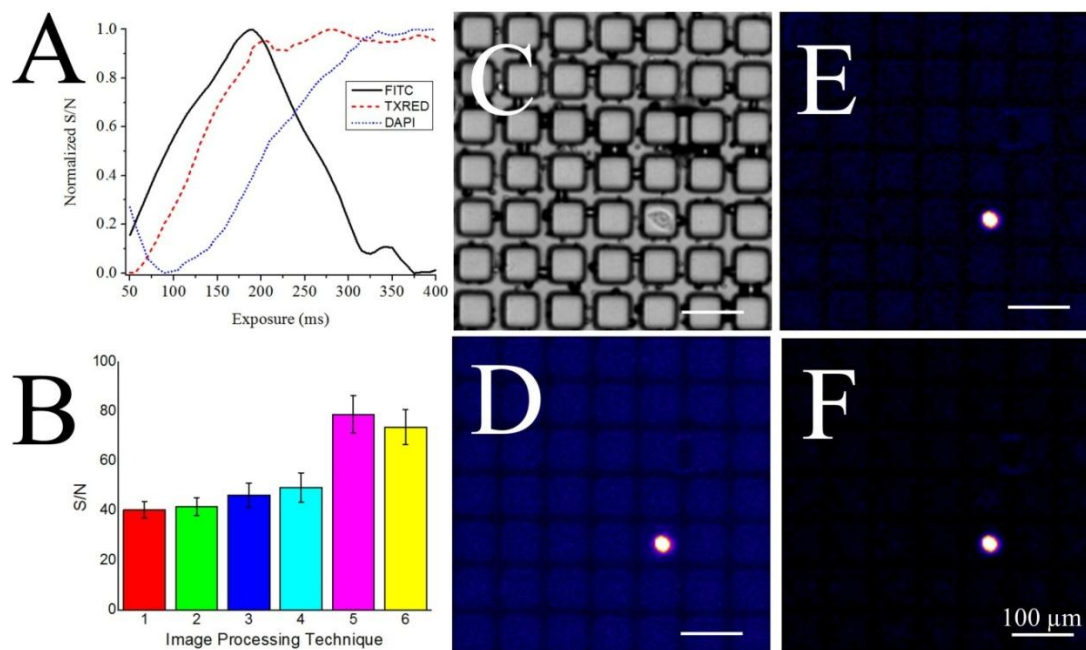 A
Normalized S/N
1.0
0.8
0.6
0.4
0.2
0.0
FITC
TXRED
DAPI
50 100 150 200 250 300 350 400
Exposure (ms)
B
S/N
100
80
60
40
20
0
1 2 3 4 5 6
Image Processing Technique
C
D
E
F
100 µm